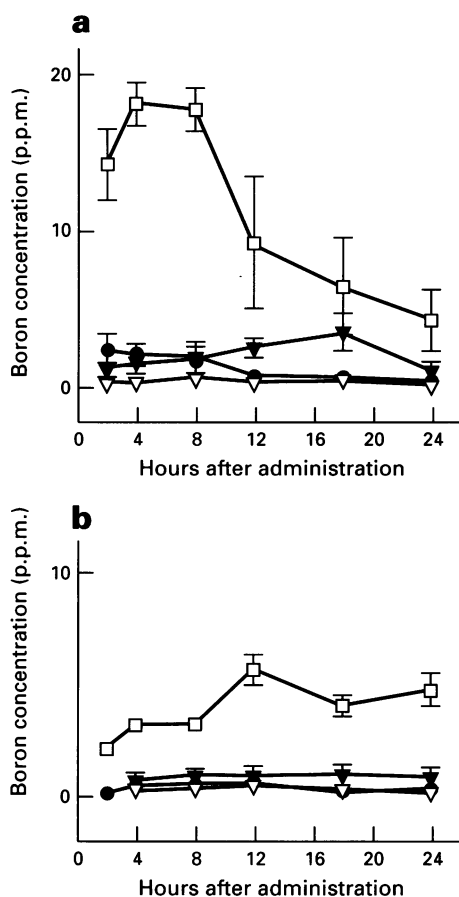 a
20
10
0
Boron concentration (p.p.m.)
0 4 8 12 16 20 24
Hours after administration
b
10
0
Boron concentration (p.p.m.)
0 4 8 12 16 20 24
Hours after administration